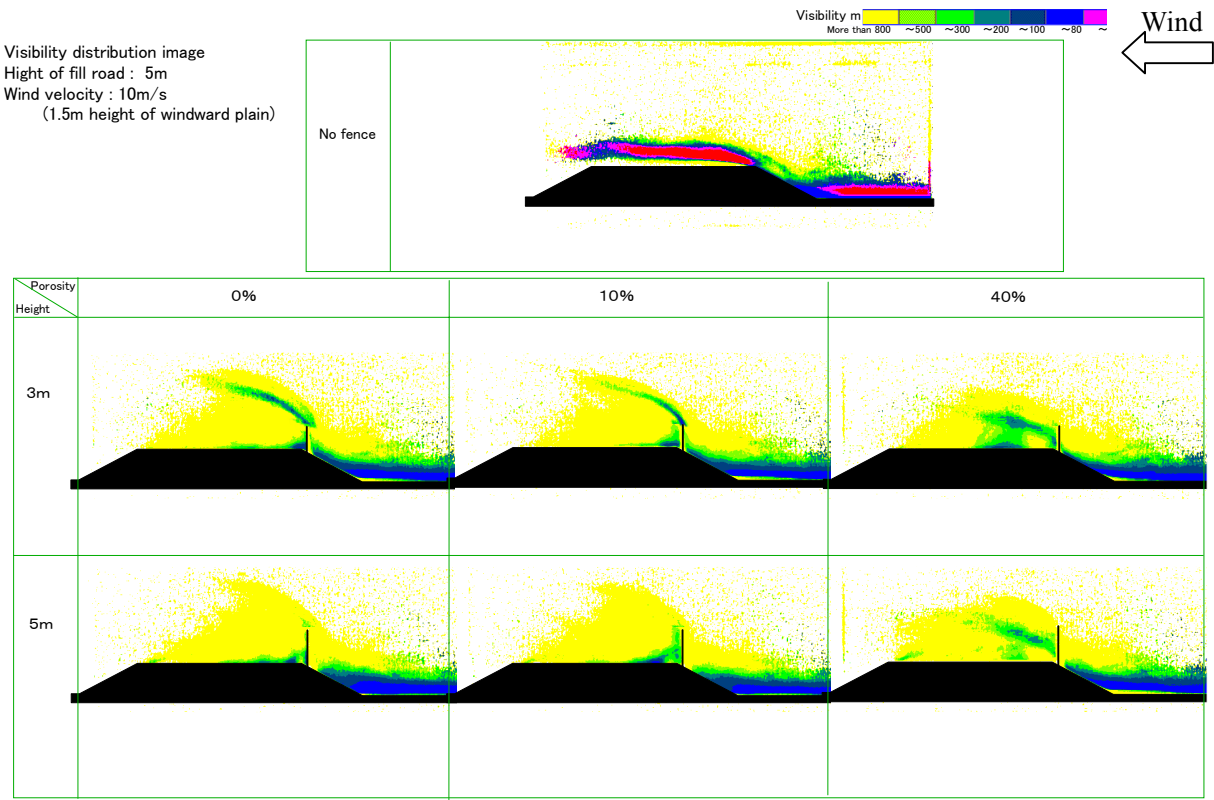 Visibility m
More than 800 ～500 ～300 ～200 ～100 ～80 ～
Wind
Visibility distribution image
Hight of fill road : 5m
Wind velocity : 10m/s
(1.5m height of windward plain)
No fence
Porosity
Height
0%
10%
40%
3m
5m